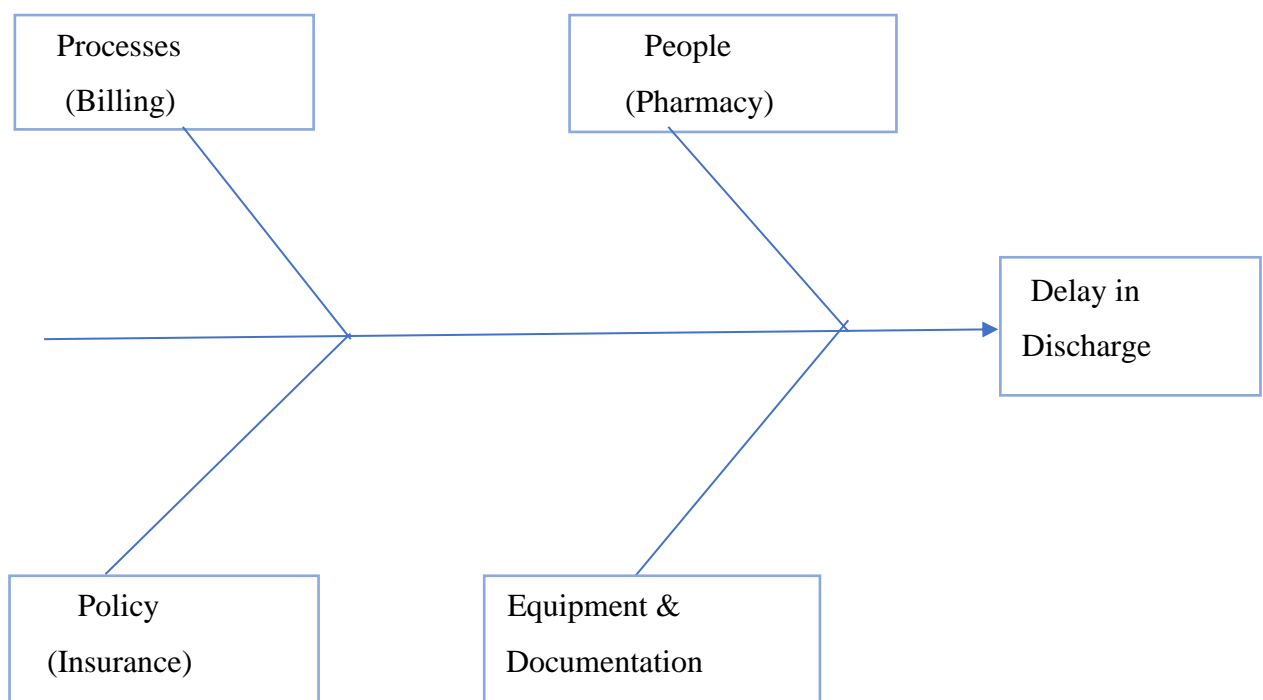 Processes
(Billing)
People
(Pharmacy)
Delay in
Discharge
Policy
(Insurance)
Equipment &
Documentation